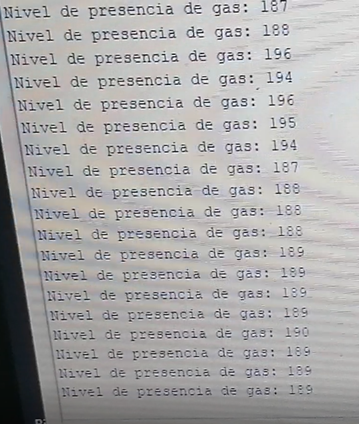 Nivel de presencia de gas: 187
Nivel de presencia de gas: 188
Nivel de presencia de gas: 196
Nivel de presencia de gas: 194
Nivel de presencia de gas: 196
Nivel de presencia de gas: 195
Nivel de presencia de gas: 194
Nivel de presencia de gas: 187
Nivel de presencia de gas: 188
Nivel de presencia de gas: 188
Nivel de presencia de gas: 188
Nivel de presencia de gas: 189
Nivel de presencia de gas: 189
Nivel de presencia de gas: 189
Nivel de presencia de gas: 189
Nivel de presencia de gas: 190
Nivel de presencia de gas: 189
Nivel de presencia de gas: 189
Nivel de presencia de gas: 189